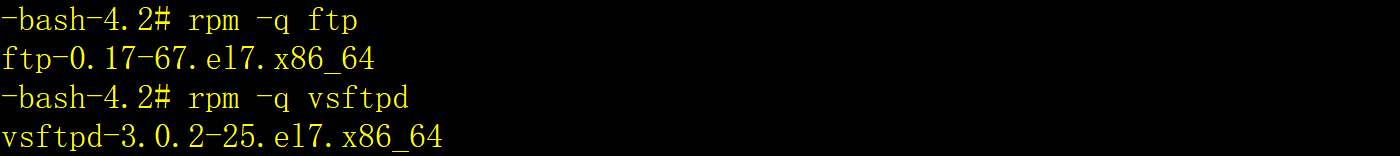 -bash-4.2# rpm -q ftp
ftp-0.17-67.el7.x86_64
-bash-4.2# rpm -q vsftpd
vsftpd-3.0.2-25.el7.x86_64